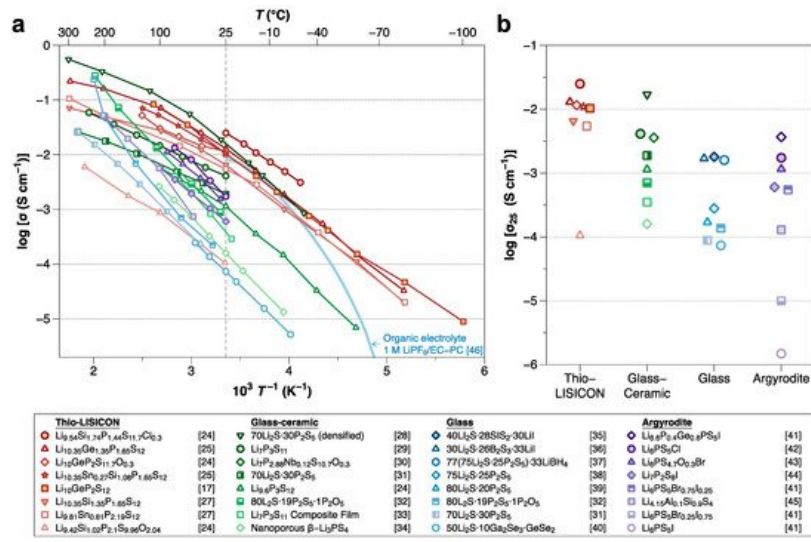 a
T (°C)
300 200 100 25 -10 -40 -70 -100
0
-1
-2
-3
-4
-5
log [σ (S cm⁻¹)]
Organic electrolyte
1 M LiPF₆/EC–PC [46]
2 3 4 5 6
10³ T⁻¹ (K⁻¹)
b
-1
-2
-3
-4
-5
-6
log [σ₂₅ (S cm⁻¹)]
Thio–LISICON Glass–Ceramic Glass Argyrodite
Thio-LISICON
Li₉.₅₄Si₁.₇₄P₁.₄₄S₁₁.₇Cl₀.₃ [24]
Li₁₀.₃₅Ge₁.₃₅P₁.₆₅S₁₂ [25]
Li₁₀GeP₂S₁₁.₇O₀.₃ [24]
Li₁₀.₃₅Sn₀.₂₇Si₁.₀₈P₁.₆₅S₁₂ [25]
Li₁₀GeP₂S₁₂ [17]
Li₁₀.₃₅Si₁.₃₅P₁.₆₅S₁₂ [27]
Li₉.₈₁Sn₀.₈₁P₂.₁₉S₁₂ [27]
Li₉.₄₂Si₁.₀₂P₂.₁S₉.₉₆O₂.₀₄ [24]
Glass-ceramic
70Li₂S·30P₂S₅ (densified) [28]
Li₇P₃S₁₁ [29]
Li₇P₂.₈₈Nb₀.₁₂S₁₀.₇O₀.₃ [30]
70Li₂S·30P₂S₅ [31]
Li₉.₆P₃S₁₂ [24]
80Li₂S·19P₂S₅·1P₂O₅ [32]
Li₇P₃S₁₁ Composite Film [33]
Nanoporous β–Li₃PS₄ [34]
Glass
40Li₂S·28SiS₂·30LiI [35]
30Li₂S·26B₂S₃·33LiI [36]
77(75Li₂S·25P₂S₅)·33LiBH₄ [37]
75Li₂S·25P₂S₅ [38]
80Li₂S·20P₂S₅ [39]
80Li₂S·19P₂S₅·1P₂O₅ [32]
70Li₂S·30P₂S₅ [31]
50Li₂S·10Ga₂Se₃·GeSe₂ [40]
Argyrodite
Li₆.₆P₀.₄Ge₀.₆PS₅I [41]
Li₆PS₅Cl [42]
Li₆PS₄.₇O₀.₃Br [43]
Li₇P₂S₈I [44]
Li₆PS₅Br₀.₇₅I₀.₂₅ [41]
Li₄.₁₅Al₀.₁Si₀.₉S₄ [45]
Li₆PS₅Br₀.₂₅I₀.₇₅ [41]
Li₆PS₅I [41]